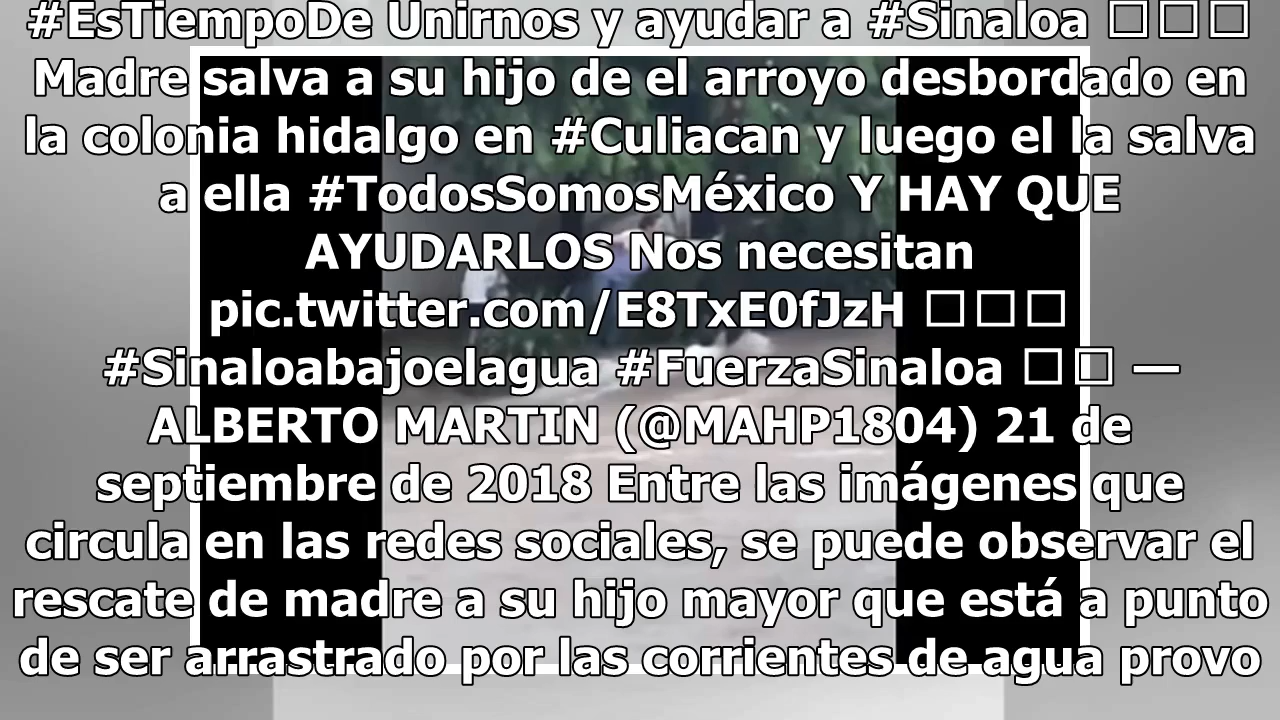 #EsTiempoDe Unirnos y ayudar a #Sinaloa □□□
Madre salva a su hijo de el arroyo desbordado en
la colonia hidalgo en #Culiacan y luego el la salva
a ella #TodosSomosMéxico Y HAY QUE
AYUDARLOS Nos necesitan
pic.twitter.com/E8TxE0fJzH □□□
#Sinaloabajoelagua #FuerzaSinaloa □□ —
ALBERTO MARTIN (@MAHP1804) 21 de
septiembre de 2018 Entre las imágenes que
circula en las redes sociales, se puede observar el
rescate de madre a su hijo mayor que está a punto
de ser arrastrado por las corrientes de agua provo